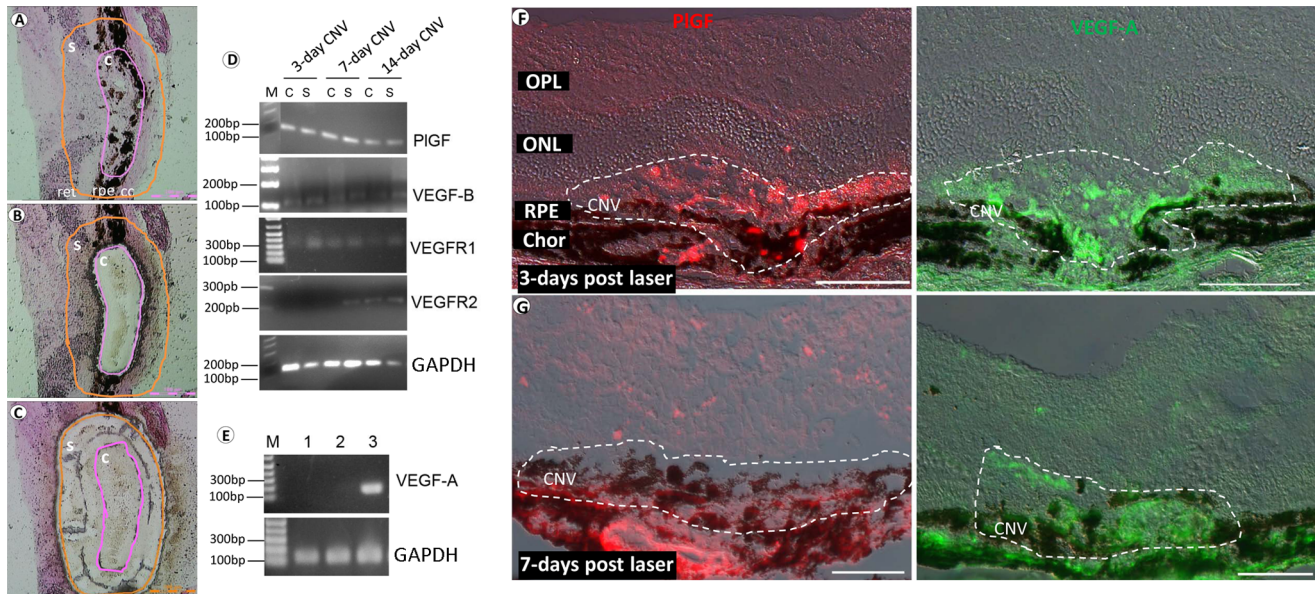 A
s
c
ret
rpe
cc
B
s
c
C
s
c
D
3-day CNV
7-day CNV
14-day CNV
M C S C S C S
200bp
100bp
PlGF
200bp
100bp
VEGF-B
300bp
VEGFR1
300bp
200pb
VEGFR2
200bp
100bp
GAPDH
E
M 1 2 3
300bp
100bp
VEGF-A
300bp
100bp
GAPDH
F
PlGF
OPL
ONL
CNV
RPE
Chor
3-days post laser
VEGF-A
CNV
G
CNV
7-days post laser
CNV